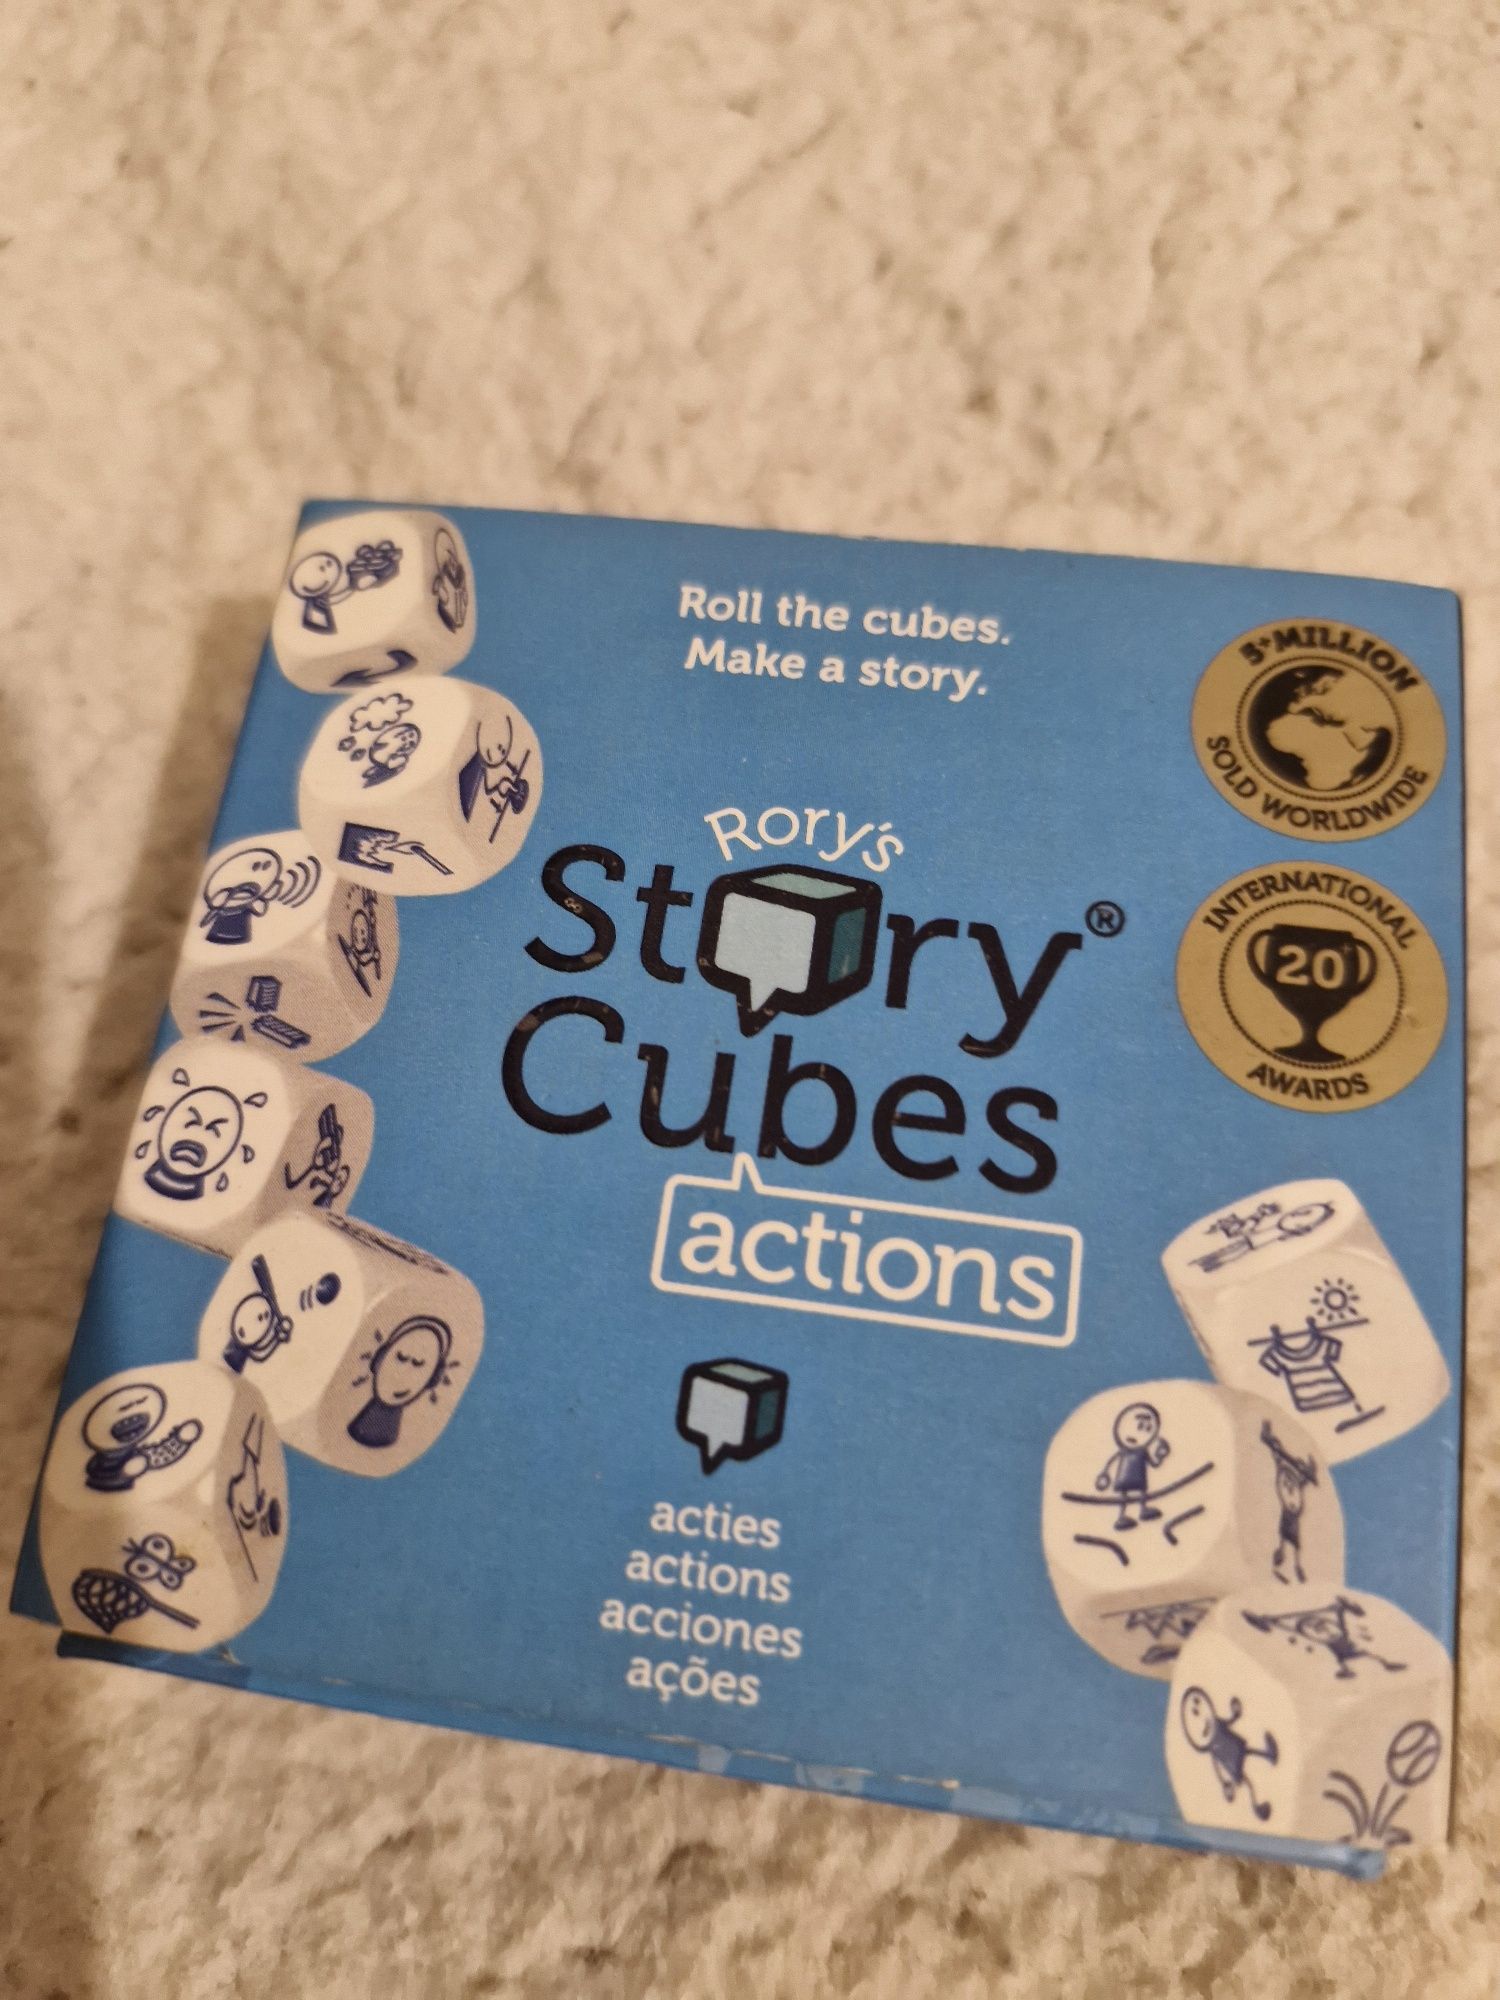 Roll the cubes.
Make a story.
5+ MILLION
SOLD WORLDWIDE
Rory's
Story®
Cubes
actions
INTERNATIONAL
20+
AWARDS
acties
actions
acciones
ações